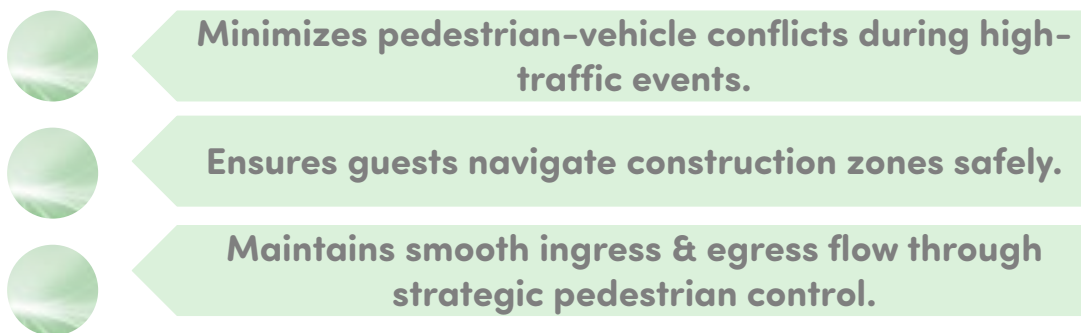 Minimizes pedestrian-vehicle conflicts during high-
traffic events.
Ensures guests navigate construction zones safely.
Maintains smooth ingress & egress flow through
strategic pedestrian control.